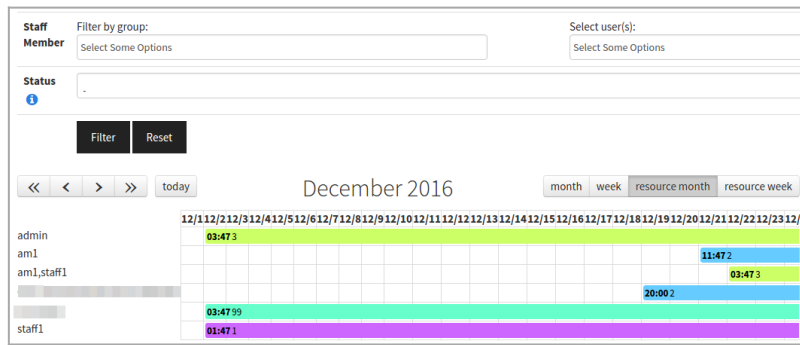 Staff Member
Filter by group:
Select user(s):
Select Some Options
Select Some Options
Status
-
Filter
Reset
today
December 2016
month
week
resource month
resource week
12/1 12/2 12/3 12/4 12/5 12/6 12/7 12/8 12/9 12/10 12/11 12/12 12/13 12/14 12/15 12/16 12/17 12/18 12/19 12/20 12/21 12/22 12/23 12/
admin
03:47 3
am1
11:47 2
am1,staff1
03:47 3
20:00 2
03:47 99
staff1
01:47 1